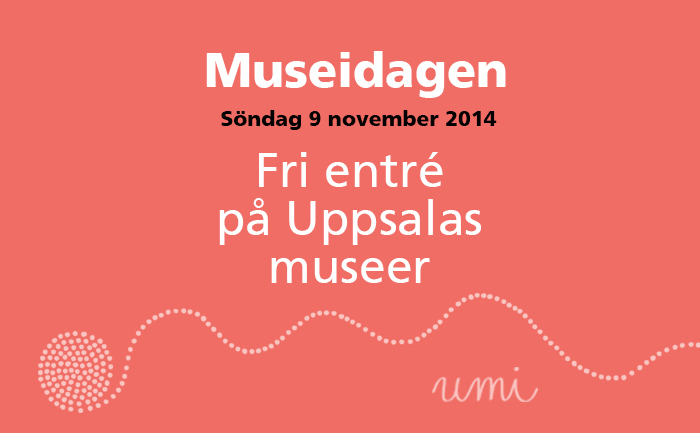 Museidagen
Söndag 9 november 2014
Fri entré
på Uppsalas
museer
umi